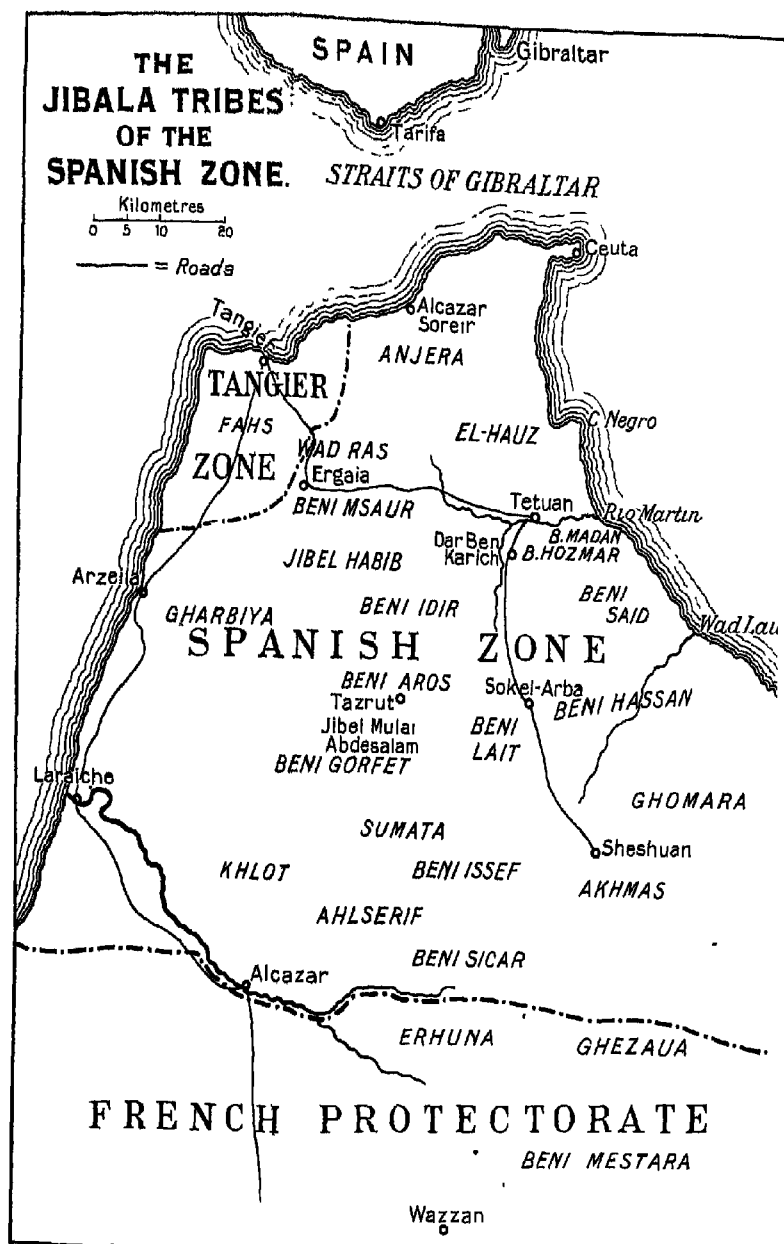 THE
JIBALA TRIBES
OF THE
SPANISH ZONE.
Kilometres
0 5 10 20
= Roads
SPAIN
Gibraltar
Tarifa
STRAITS OF GIBRALTAR
Ceuta
Alcazar
Soreir
Tangier
ANJERA
TANGIER
ZONE
FAHS
C. Negro
EL-HAUZ
WAD RAS
Ergaia
BENI MSAUR
Tetuan
Rio Martin
B. MADAN
Dar Ben
Karich
B. HOZMAR
JIBEL HABIB
Arzeila
BENI IDIR
BENI
SAID
GHARBIYA
Wad Lau
SPANISH ZONE
BENI AROS
Tazrut
Sok-el-Arba
BENI HASSAN
Jibel Mulai
Abdesalam
BENI
LAIT
BENI GORFET
Laraiche
GHOMARA
SUMATA
Sheshuan
KHLOT
BENI ISSEF
AKHMAS
AHLSERIF
BENI SICAR
Alcazar
ERHUNA
GHEZAUA
FRENCH PROTECTORATE
BENI MESTARA
Wazzan